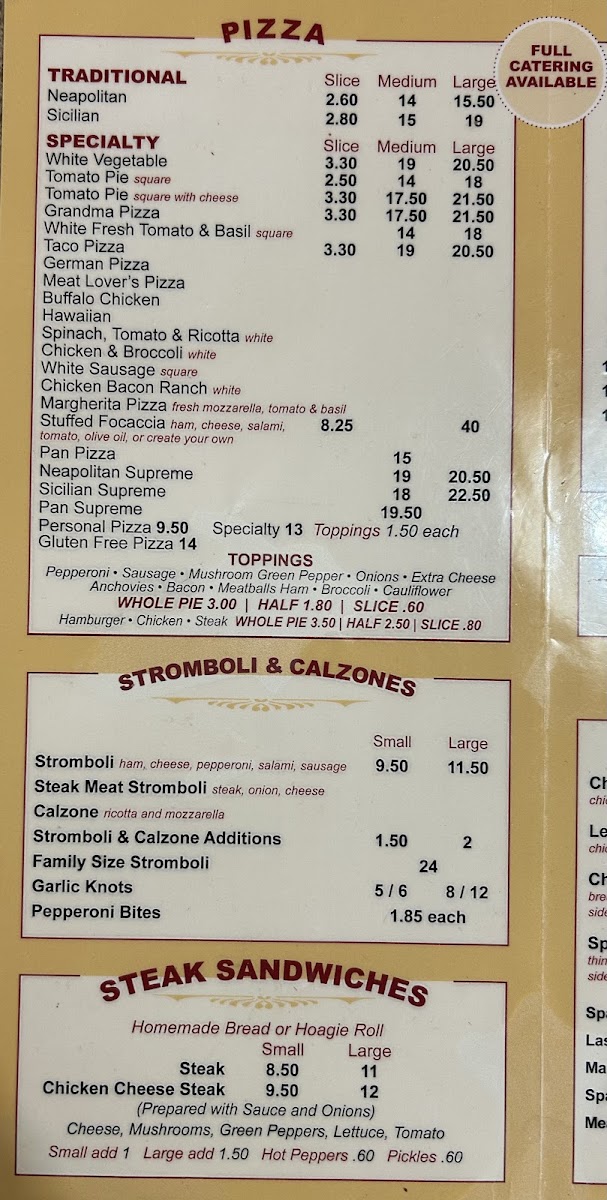 PIZZA
FULL
CATERING
AVAILABLE
TRADITIONAL Slice Medium Large
Neapolitan 2.60 14 15.50
Sicilian 2.80 15 19
SPECIALTY Slice Medium Large
White Vegetable 3.30 19 20.50
Tomato Pie square 2.50 14 18
Tomato Pie square with cheese 3.30 17.50 21.50
Grandma Pizza 3.30 17.50 21.50
White Fresh Tomato & Basil square 14 18
Taco Pizza 3.30 19 20.50
German Pizza
Meat Lover's Pizza
Buffalo Chicken
Hawaiian
Spinach, Tomato & Ricotta white
Chicken & Broccoli white
White Sausage square
Chicken Bacon Ranch white
Margherita Pizza fresh mozzarella, tomato & basil
Stuffed Focaccia ham, cheese, salami, 8.25 40
tomato, olive oil, or create your own
Pan Pizza 15
Neapolitan Supreme 19 20.50
Sicilian Supreme 18 22.50
Pan Supreme 19.50
Personal Pizza 9.50 Specialty 13 Toppings 1.50 each
Gluten Free Pizza 14
TOPPINGS
Pepperoni • Sausage • Mushroom Green Pepper • Onions • Extra Cheese
Anchovies • Bacon • Meatballs Ham • Broccoli • Cauliflower
WHOLE PIE 3.00 | HALF 1.80 | SLICE .60
Hamburger • Chicken • Steak WHOLE PIE 3.50 | HALF 2.50 | SLICE .80
STROMBOLI & CALZONES
Small Large
Stromboli ham, cheese, pepperoni, salami, sausage 9.50 11.50
Steak Meat Stromboli steak, onion, cheese
Calzone ricotta and mozzarella
Stromboli & Calzone Additions 1.50 2
Family Size Stromboli 24
Garlic Knots 5 / 6 8 / 12
Pepperoni Bites 1.85 each
STEAK SANDWICHES
Homemade Bread or Hoagie Roll
Small Large
Steak 8.50 11
Chicken Cheese Steak 9.50 12
(Prepared with Sauce and Onions)
Cheese, Mushrooms, Green Peppers, Lettuce, Tomato
Small add 1 Large add 1.50 Hot Peppers .60 Pickles .60